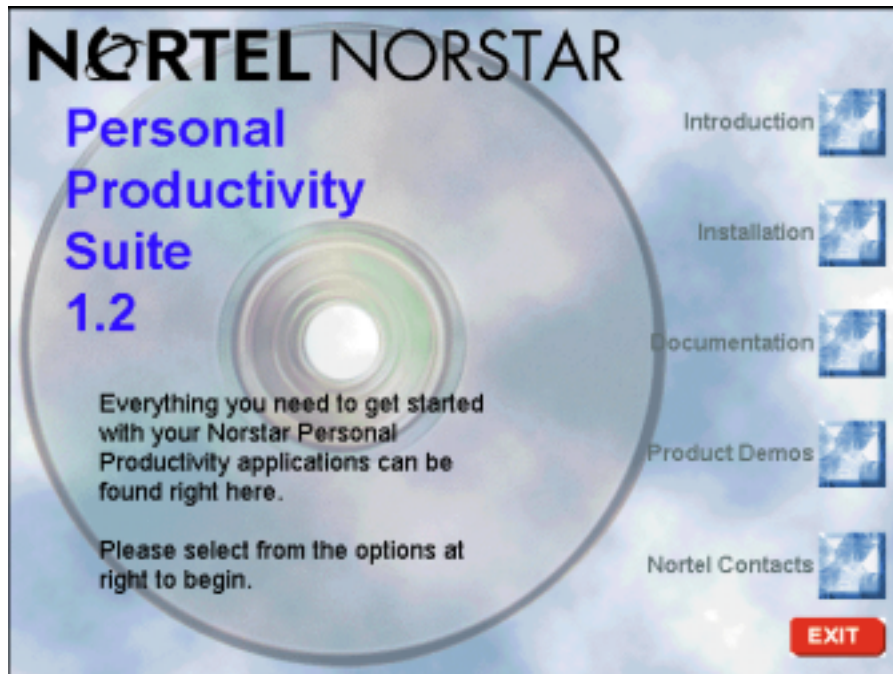 NORTEL NORSTAR
Personal
Productivity
Suite
1.2
Everything you need to get started
with your Norstar Personal
Productivity applications can be
found right here.
Please select from the options at
right to begin.
Introduction
Installation
Documentation
Product Demos
Nortel Contacts
EXIT